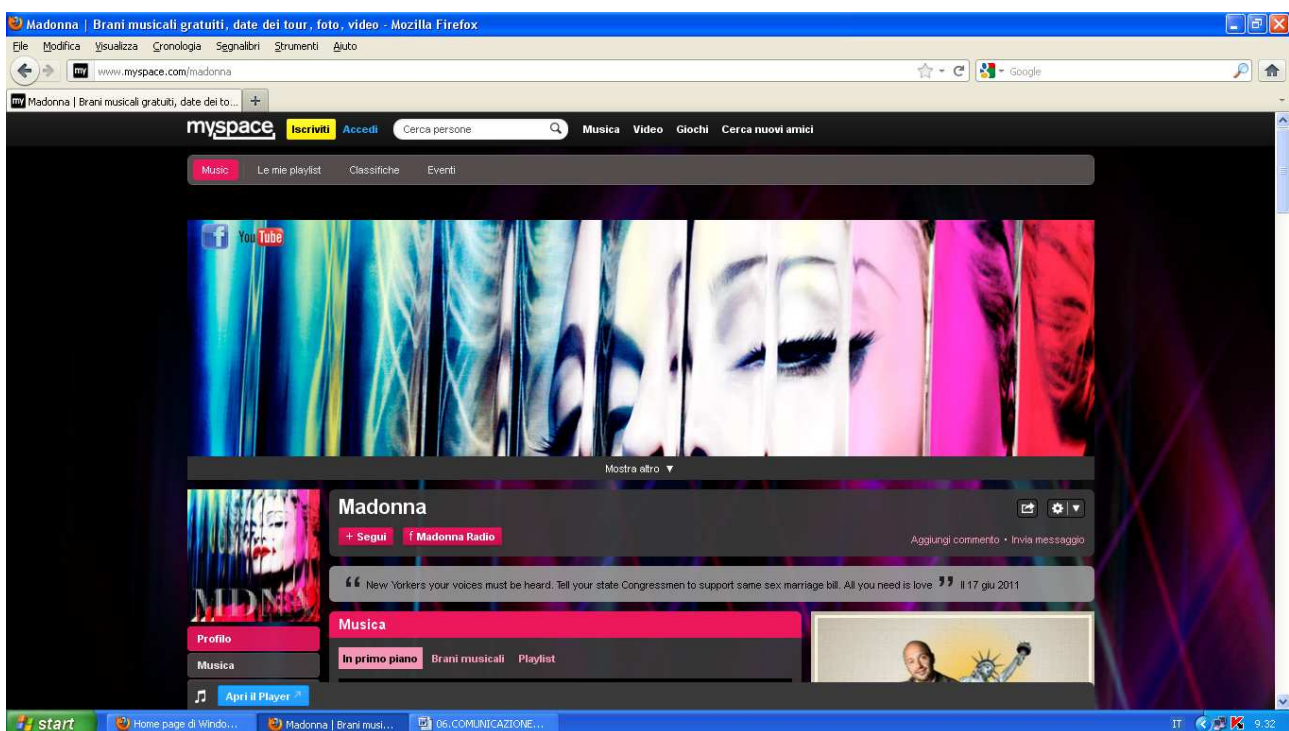 Madonna | Brani musicali gratuiti, date dei tour, foto, video - Mozilla Firefox
File Modifica Visualizza Cronologia Segnalibri Strumenti Aiuto
my www.myspace.com/madonna Google
my Madonna | Brani musicali gratuiti, date dei to... +
myspace Iscriviti Accedi Cerca persone Musica Video Giochi Cerca nuovi amici
Music Le mie playlist Classifiche Eventi
f YouTube
Mostra altro ▼
Madonna
+ Segui f Madonna Radio
Aggiungi commento • Invia messaggio
“ New Yorkers your voices must be heard. Tell your state Congressmen to support same sex marriage bill. All you need is love ” Il 17 giu 2011
MDNA
Musica
Profilo
In primo piano Brani musicali Playlist
Musica
Apri il Player
start Home page di Windo... Madonna | Brani musi... 06.COMUNICAZIONE... IT 9.32